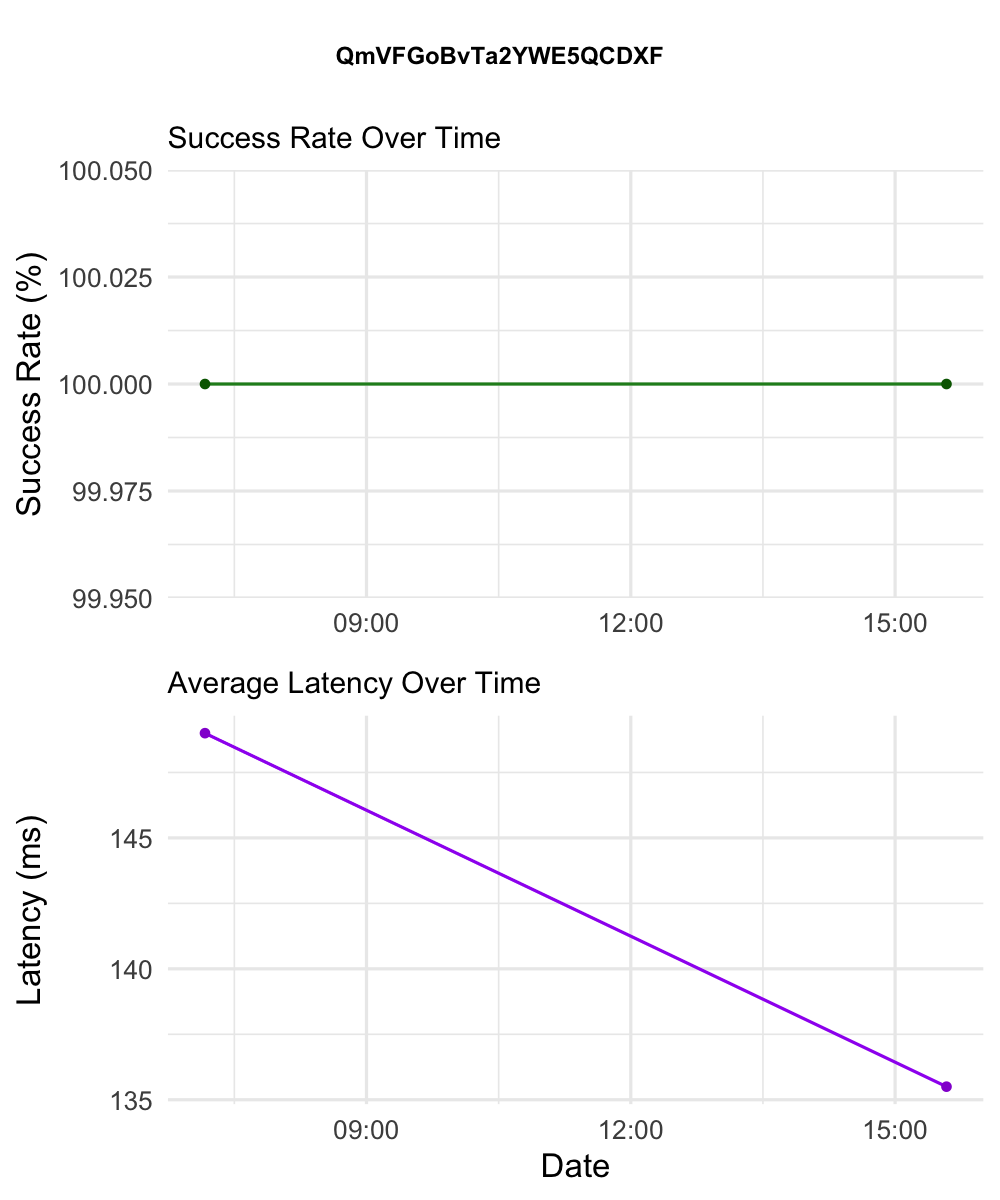 QmVFGoBvTa2YWE5QCDXF
Success Rate Over Time
Success Rate (%)
100.050
100.025
100.000
99.975
99.950
09:00 12:00 15:00
Average Latency Over Time
Latency (ms)
145
140
135
09:00 12:00 15:00
Date